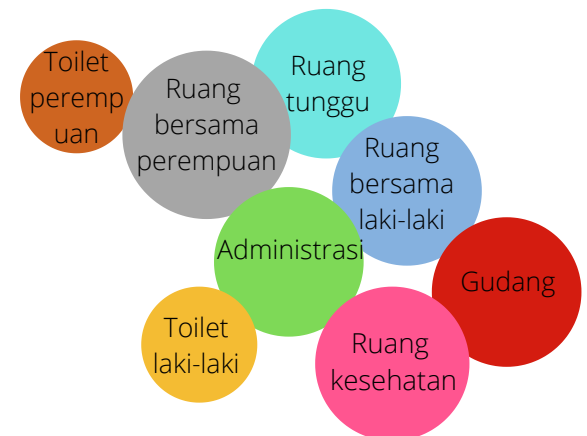 Toilet
peremp
uan
Ruang
bersama
perempuan
Ruang
tunggu
Ruang
bersama
laki-laki
Administrasi
Gudang
Toilet
laki-laki
Ruang
kesehatan